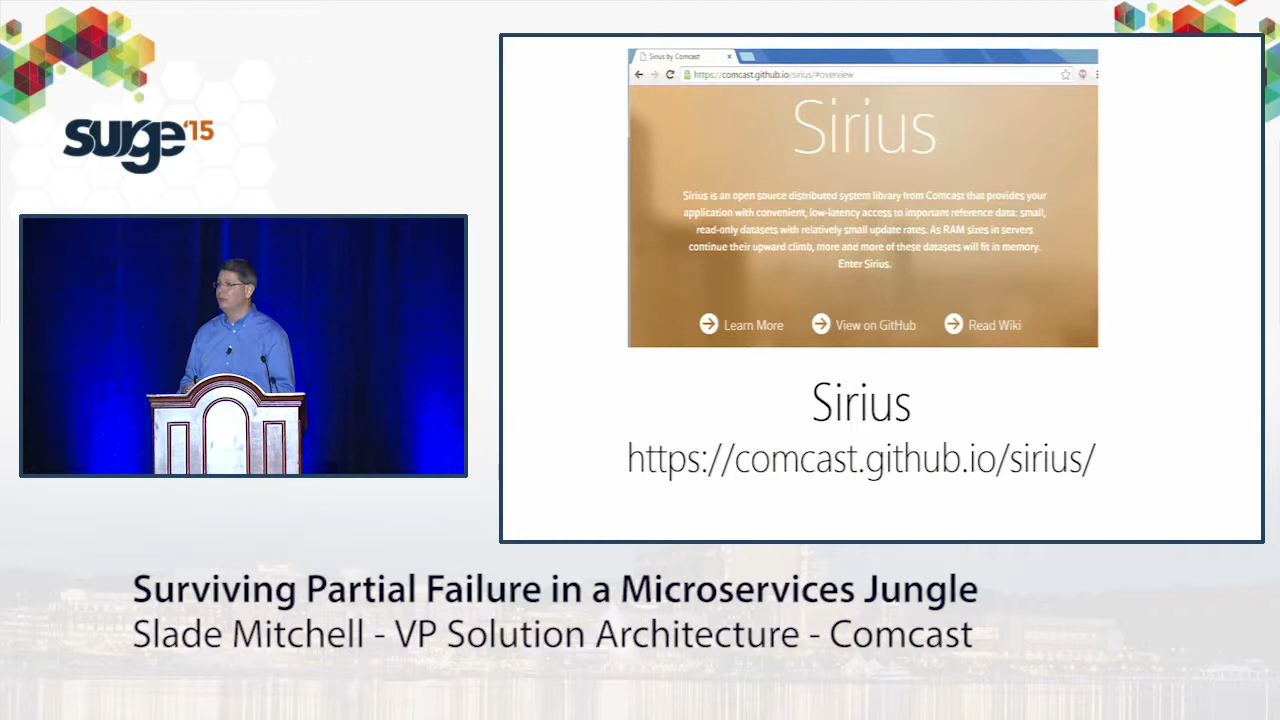 surge '15
Sirius by Comcast
https://comcast.github.io/sirius/#overview
Sirius
Sirius is an open source distributed system library from Comcast that provides your
application with convenient, low-latency access to important reference data: small,
read-only datasets with relatively small update rates. As RAM sizes in servers
continue their upward climb, more and more of these datasets will fit in memory.
Enter Sirius.
Learn More View on GitHub Read Wiki
Sirius
https://comcast.github.io/sirius/
Surviving Partial Failure in a Microservices Jungle
Slade Mitchell - VP Solution Architecture - Comcast